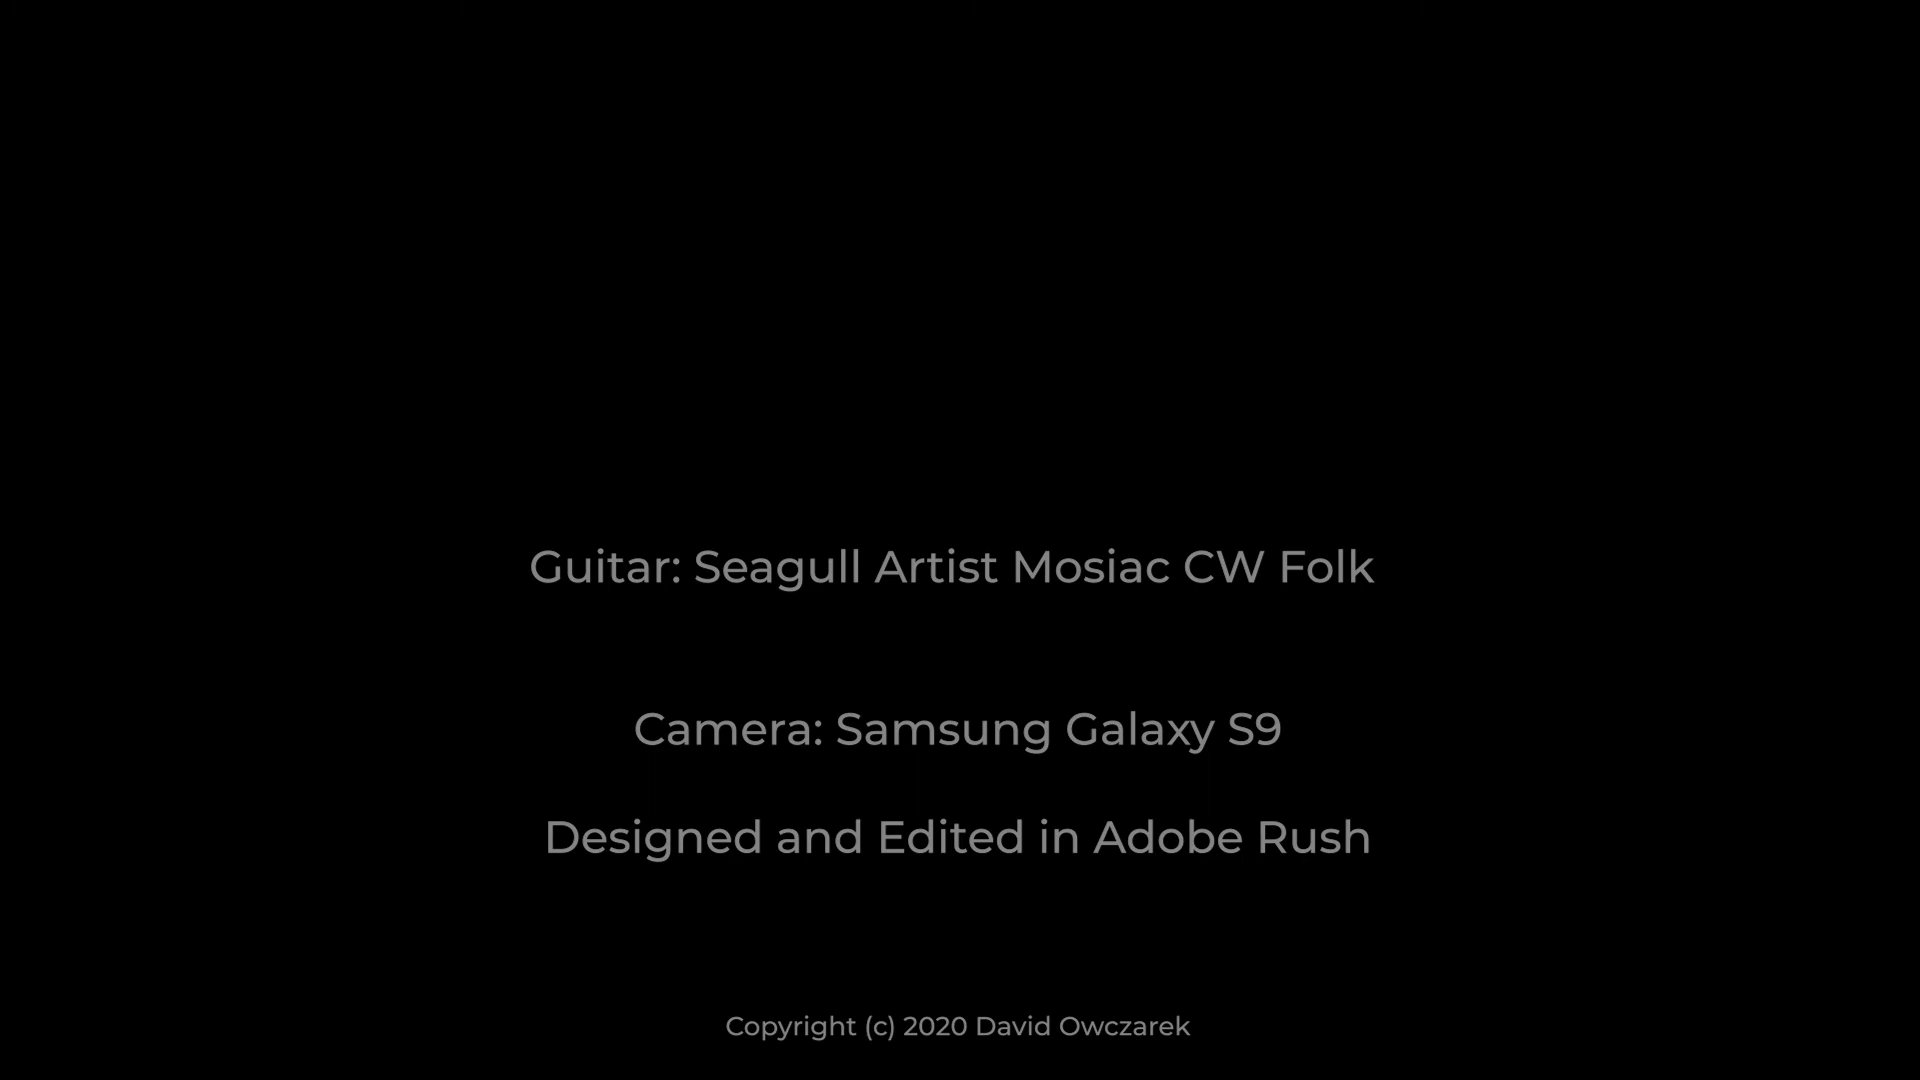 Guitar: Seagull Artist Mosiac CW Folk
Camera: Samsung Galaxy S9
Designed and Edited in Adobe Rush
Copyright (c) 2020 David Owczarek